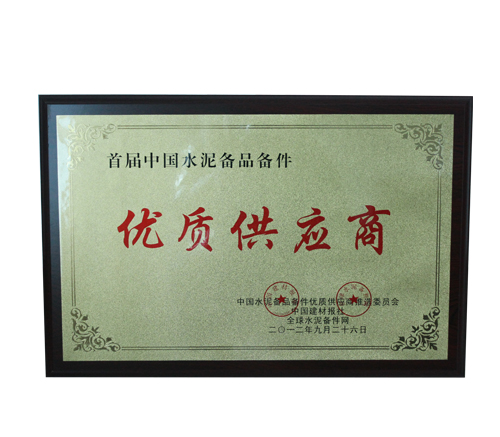 首届中国水泥备品备件
优质供应商
中国水泥备品备件优质供应商推选委员会
中国建材报社
全球水泥备件网
二〇一二年九月二十六日